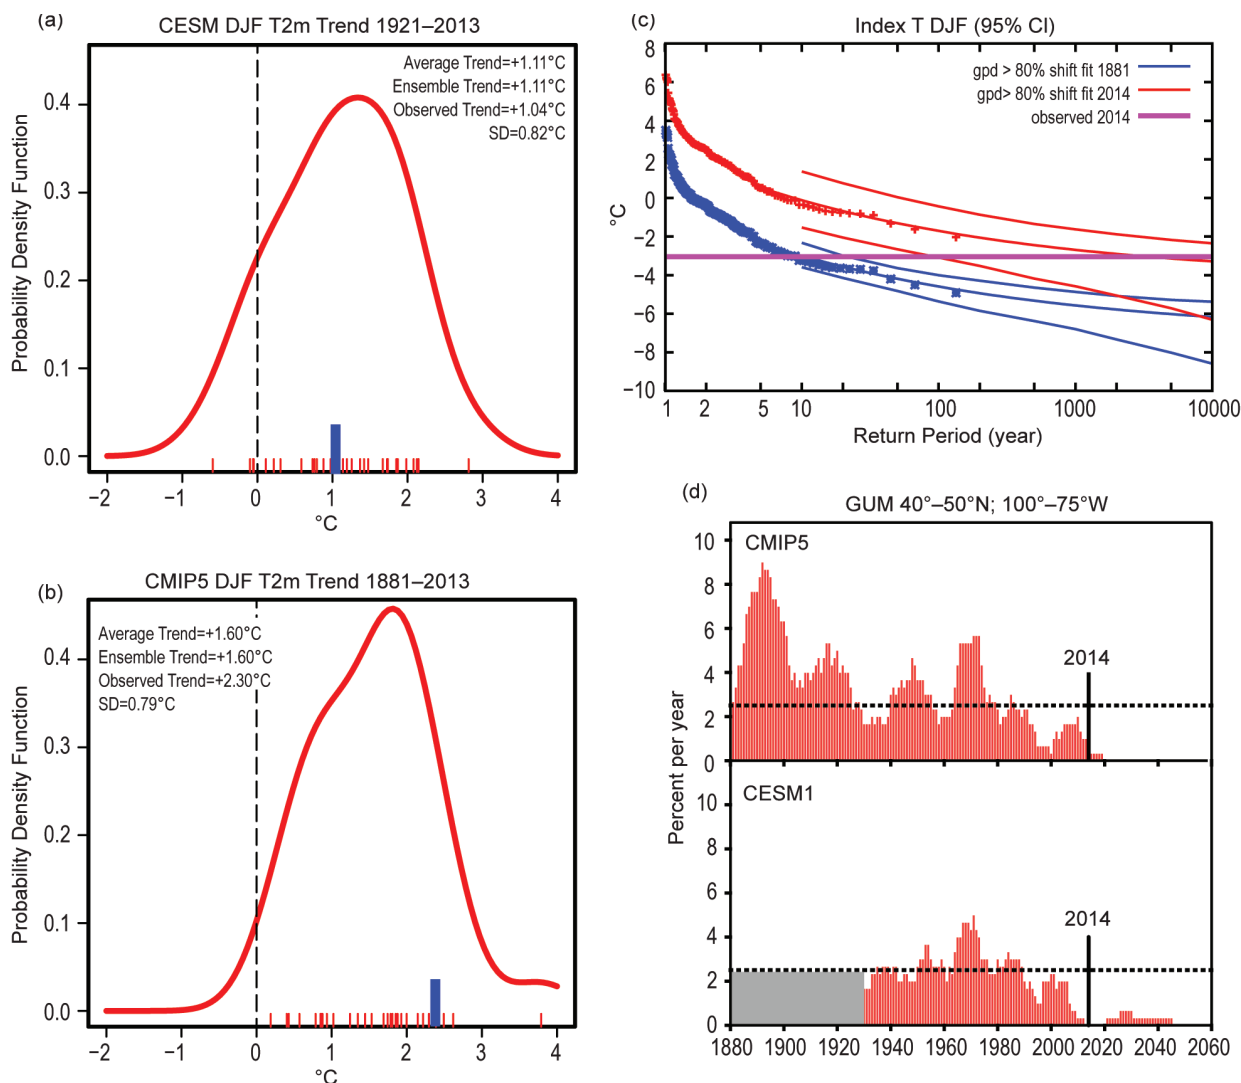 (a)
CESM DJF T2m Trend 1921–2013
Average Trend=+1.11°C
Ensemble Trend=+1.11°C
Observed Trend=+1.04°C
SD=0.82°C
Probability Density Function
0.4
0.3
0.2
0.1
0.0
−2 −1 0 1 2 3 4
°C
(b)
CMIP5 DJF T2m Trend 1881–2013
Average Trend=+1.60°C
Ensemble Trend=+1.60°C
Observed Trend=+2.30°C
SD=0.79°C
Probability Density Function
0.4
0.3
0.2
0.1
0.0
−2 −1 0 1 2 3 4
°C
(c)
Index T DJF (95% CI)
gpd > 80% shift fit 1881
gpd> 80% shift fit 2014
observed 2014
°C
8
6
4
2
0
−2
−4
−6
−8
−10
1 2 5 10 100 1000 10000
Return Period (year)
(d)
GUM 40°–50°N; 100°–75°W
CMIP5
2014
Percent per year
10
8
6
4
2
0
CESM1
2014
10
8
6
4
2
0
1880 1900 1920 1940 1960 1980 2000 2020 2040 2060